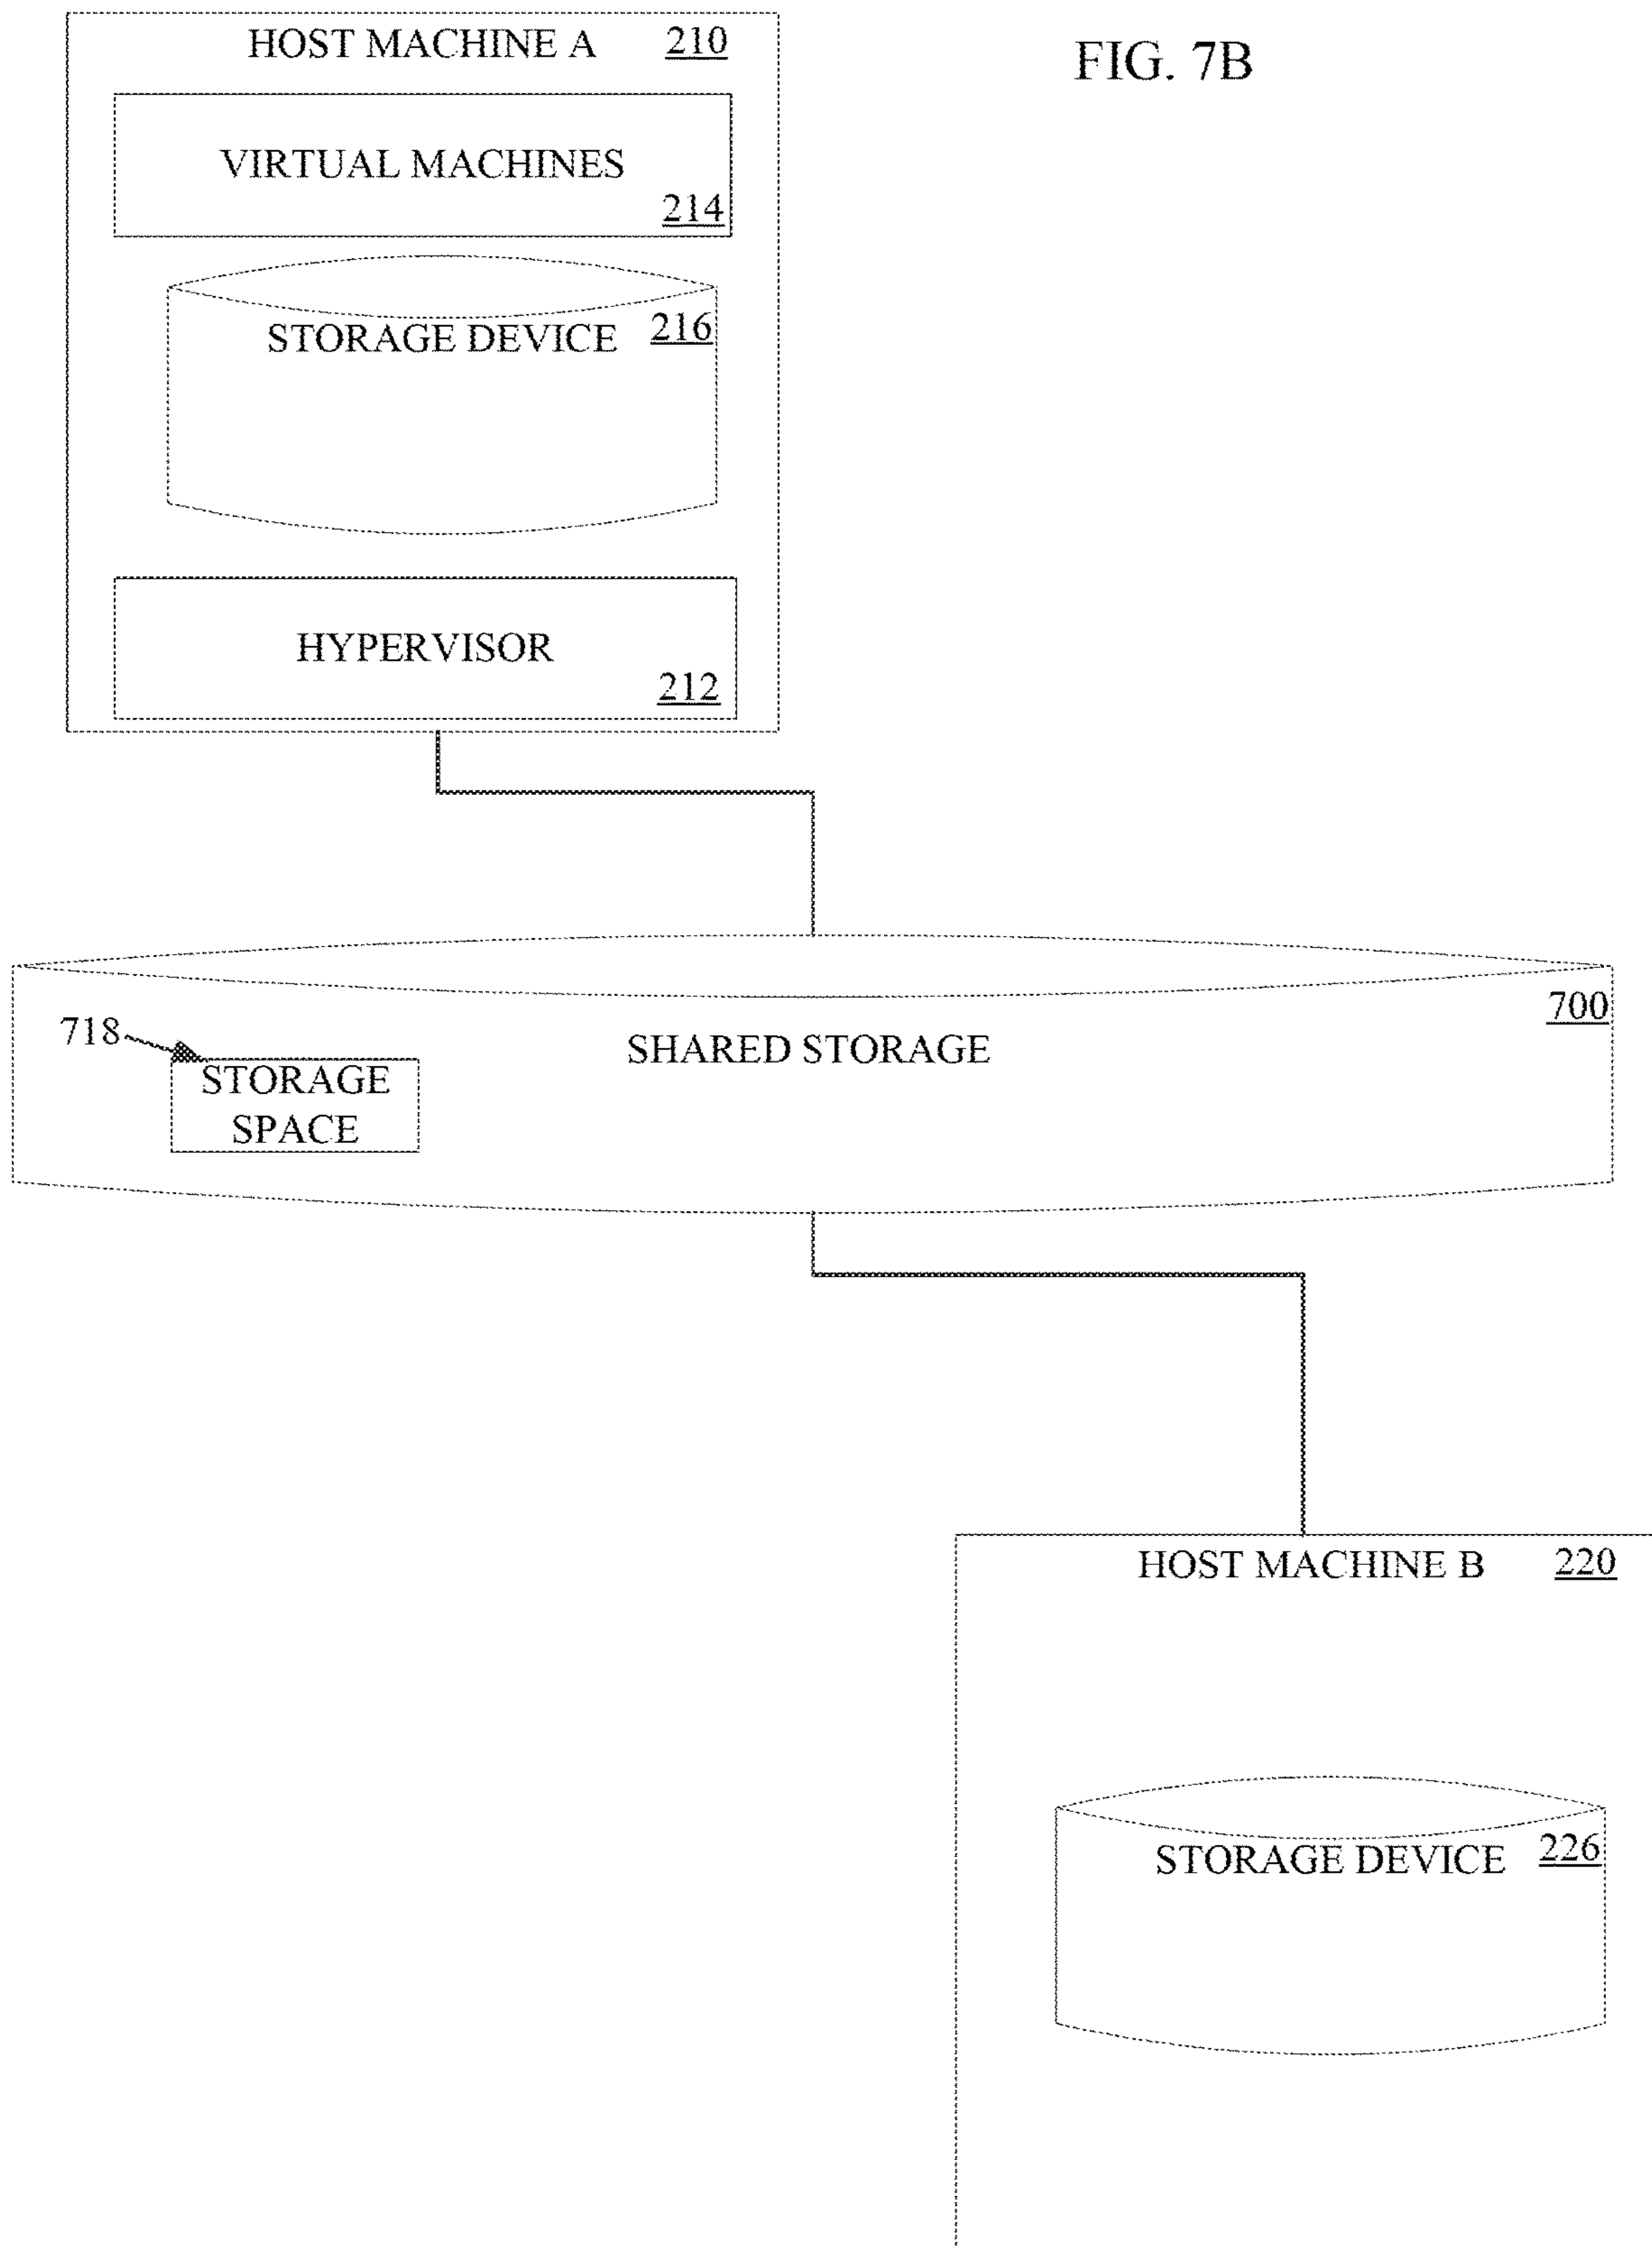 HOST MACHINE A 210
FIG. 7B
VIRTUAL MACHINES
214
STORAGE DEVICE 216
HYPERVISOR
212
700
718
SHARED STORAGE
STORAGE
SPACE
HOST MACHINE B 220
STORAGE DEVICE 226